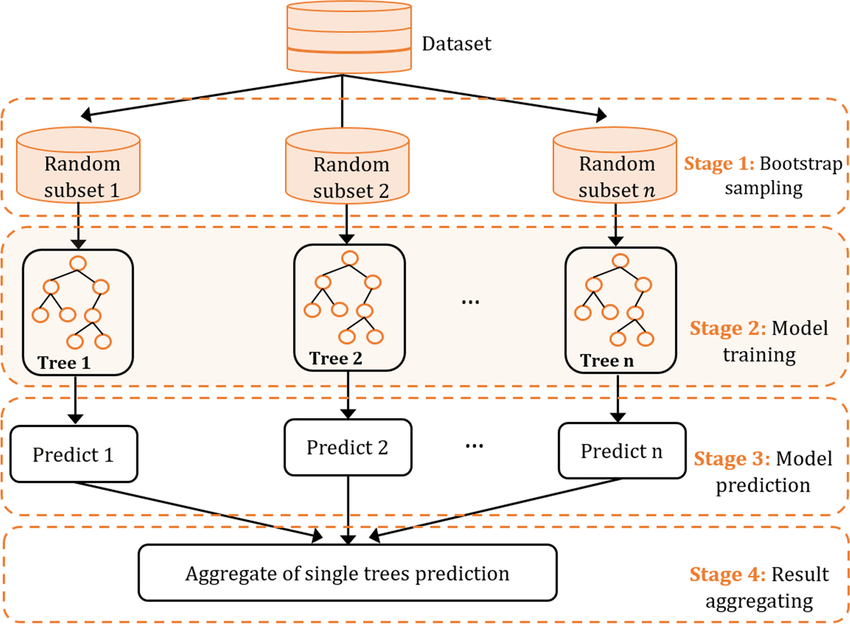 Dataset
Random
subset 1
Random
subset 2
Random
subset n
Stage 1: Bootstrap
sampling
Tree 1
Tree 2
...
Tree n
Stage 2: Model
training
Predict 1
Predict 2
...
Predict n
Stage 3: Model
prediction
Aggregate of single trees prediction
Stage 4: Result
aggregating